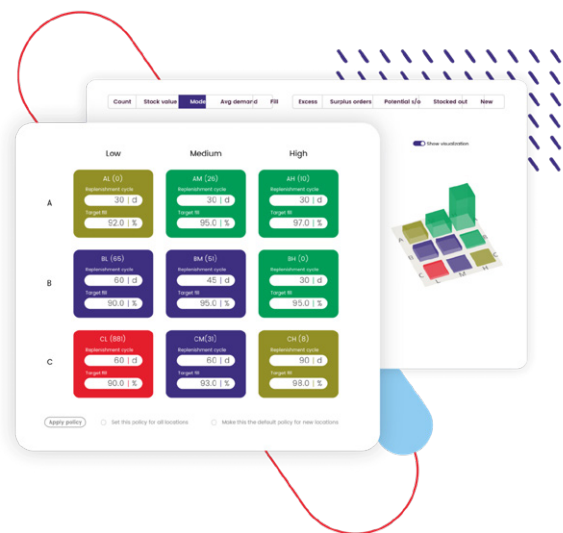 Count Stock value Mode Avg demand Fill Excess Surplus orders Potential s/o Stocked out New
Show visualization
Low Medium High
A
AL (0)
Replenishment cycle
30 | d
Target fill
92.0 | %
AM (26)
Replenishment cycle
30 | d
Target fill
95.0 | %
AH (10)
Replenishment cycle
30 | d
Target fill
97.0 | %
B
BL (65)
Replenishment cycle
60 | d
Target fill
90.0 | %
BM (51)
Replenishment cycle
45 | d
Target fill
95.0 | %
BH (0)
Replenishment cycle
30 | d
Target fill
95.0 | %
C
CL (881)
Replenishment cycle
60 | d
Target fill
90.0 | %
CM(31)
Replenishment cycle
60 | d
Target fill
93.0 | %
CH (8)
Replenishment cycle
90 | d
Target fill
98.0 | %
Apply policy Set this policy for all locations Make this the default policy for new locations
A
B
C
L M H